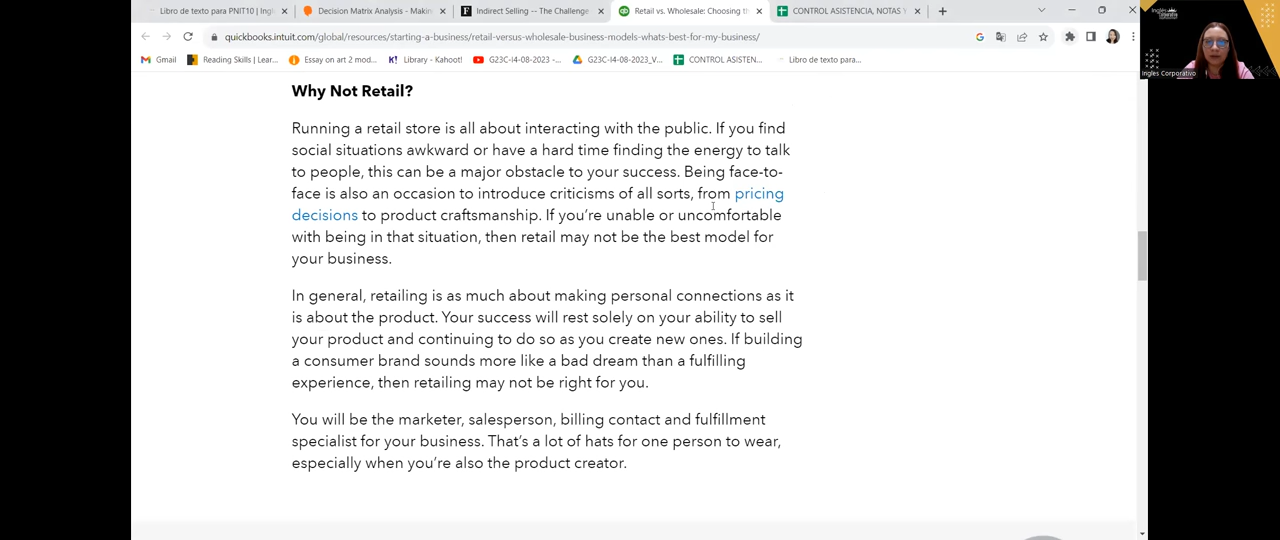 Libro de texto para PNIT10 | Ingl
Decision Matrix Analysis - Makin
Indirect Selling -- The Challenge
Retail vs. Wholesale: Choosing th
CONTROL ASISTENCIA, NOTAS Y
quickbooks.intuit.com/global/resources/starting-a-business/retail-versus-wholesale-business-models-whats-best-for-my-business/
Gmail
Reading Skills | Lear...
Essay on art 2 mod...
Library - Kahoot!
G23C-I4-08-2023 -...
G23C-I4-08-2023_V...
CONTROL ASISTEN...
Libro de texto para...
Inglés Corporativo
Why Not Retail?
Running a retail store is all about interacting with the public. If you find
social situations awkward or have a hard time finding the energy to talk
to people, this can be a major obstacle to your success. Being face-to-
face is also an occasion to introduce criticisms of all sorts, from pricing
decisions to product craftsmanship. If you’re unable or uncomfortable
with being in that situation, then retail may not be the best model for
your business.
In general, retailing is as much about making personal connections as it
is about the product. Your success will rest solely on your ability to sell
your product and continuing to do so as you create new ones. If building
a consumer brand sounds more like a bad dream than a fulfilling
experience, then retailing may not be right for you.
You will be the marketer, salesperson, billing contact and fulfillment
specialist for your business. That’s a lot of hats for one person to wear,
especially when you’re also the product creator.